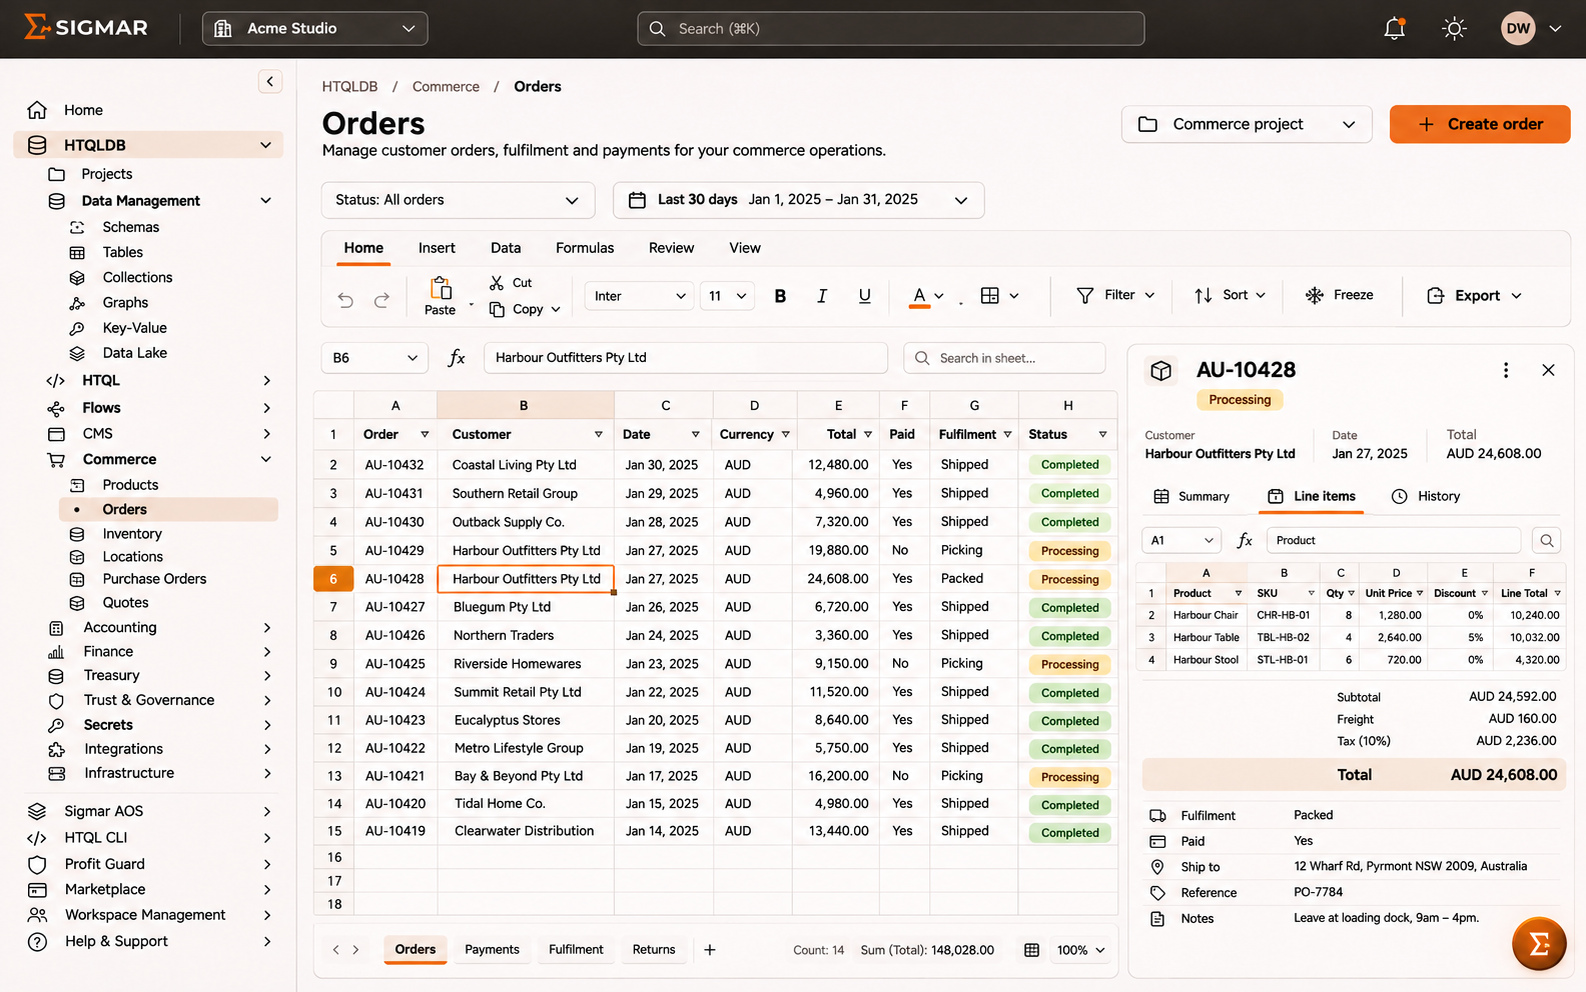 SIGMAR
Acme Studio
Search (⌘K)
DW
Home
HTQLDB
Projects
Data Management
Schemas
Tables
Collections
Graphs
Key-Value
Data Lake
HTQL
Flows
CMS
Commerce
Products
Orders
Inventory
Locations
Purchase Orders
Quotes
Accounting
Finance
Treasury
Trust & Governance
Secrets
Integrations
Infrastructure
Sigmar AOS
HTQL CLI
Profit Guard
Marketplace
Workspace Management
Help & Support
HTQLDB / Commerce / Orders
Orders
Manage customer orders, fulfilment and payments for your commerce operations.
Commerce project
+ Create order
Status: All orders
Last 30 days Jan 1, 2025 – Jan 31, 2025
Home Insert Data Formulas Review View
Paste
Cut
Copy
Inter
11
B I U A
Filter
Sort
Freeze
Export
B6
fx
Harbour Outfitters Pty Ltd
Search in sheet...
A B C D E F G H
1 Order Customer Date Currency Total Paid Fulfilment Status
2 AU-10432 Coastal Living Pty Ltd Jan 30, 2025 AUD 12,480.00 Yes Shipped Completed
3 AU-10431 Southern Retail Group Jan 29, 2025 AUD 4,960.00 Yes Shipped Completed
4 AU-10430 Outback Supply Co. Jan 28, 2025 AUD 7,320.00 Yes Shipped Completed
5 AU-10429 Harbour Outfitters Pty Ltd Jan 27, 2025 AUD 19,880.00 No Picking Processing
6 AU-10428 Harbour Outfitters Pty Ltd Jan 27, 2025 AUD 24,608.00 Yes Packed Processing
7 AU-10427 Bluegum Pty Ltd Jan 26, 2025 AUD 6,720.00 Yes Shipped Completed
8 AU-10426 Northern Traders Jan 24, 2025 AUD 3,360.00 Yes Shipped Completed
9 AU-10425 Riverside Homewares Jan 23, 2025 AUD 9,150.00 No Picking Processing
10 AU-10424 Summit Retail Pty Ltd Jan 22, 2025 AUD 11,520.00 Yes Shipped Completed
11 AU-10423 Eucalyptus Stores Jan 20, 2025 AUD 8,640.00 Yes Shipped Completed
12 AU-10422 Metro Lifestyle Group Jan 19, 2025 AUD 5,750.00 Yes Shipped Completed
13 AU-10421 Bay & Beyond Pty Ltd Jan 17, 2025 AUD 16,200.00 No Picking Processing
14 AU-10420 Tidal Home Co. Jan 15, 2025 AUD 4,980.00 Yes Shipped Completed
15 AU-10419 Clearwater Distribution Jan 14, 2025 AUD 13,440.00 Yes Shipped Completed
16
17
18
Orders Payments Fulfilment Returns +
Count: 14 Sum (Total): 148,028.00
100%
AU-10428
Processing
Customer Date Total
Harbour Outfitters Pty Ltd Jan 27, 2025 AUD 24,608.00
Summary Line items History
A1
fx
Product
A B C D E F
1 Product SKU Qty Unit Price Discount Line Total
2 Harbour Chair CHR-HB-01 8 1,280.00 0% 10,240.00
3 Harbour Table TBL-HB-02 4 2,640.00 5% 10,032.00
4 Harbour Stool STL-HB-01 6 720.00 0% 4,320.00
Subtotal AUD 24,592.00
Freight AUD 160.00
Tax (10%) AUD 2,236.00
Total AUD 24,608.00
Fulfilment Packed
Paid Yes
Ship to 12 Wharf Rd, Pyrmont NSW 2009, Australia
Reference PO-7784
Notes Leave at loading dock, 9am – 4pm.